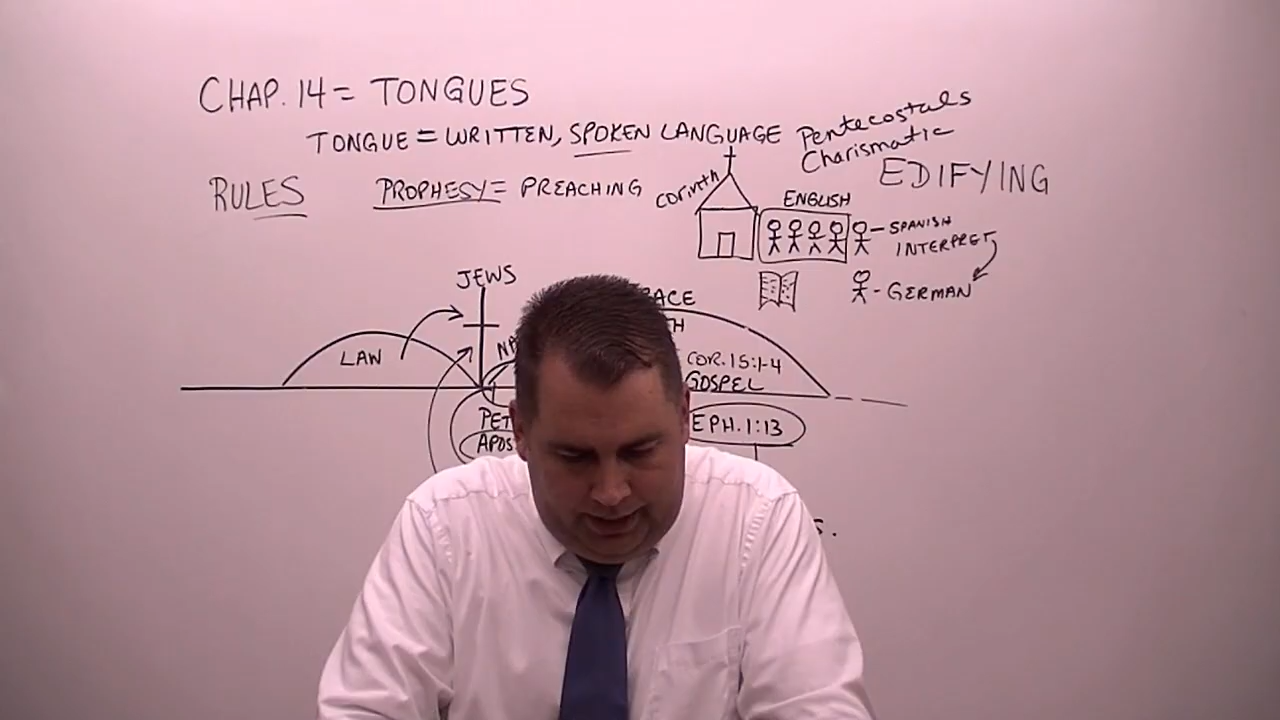 CHAP. 14 = TONGUES
TONGUE = WRITTEN, SPOKEN LANGUAGE
Pentecostals
Charismatic
RULES
PROPHESY = PREACHING
Corinth
EDIFYING
ENGLISH
SPANISH
INTERPRET
GERMAN
JEWS
LAW
COR. 15:1-4
GOSPEL
EPH. 1:13